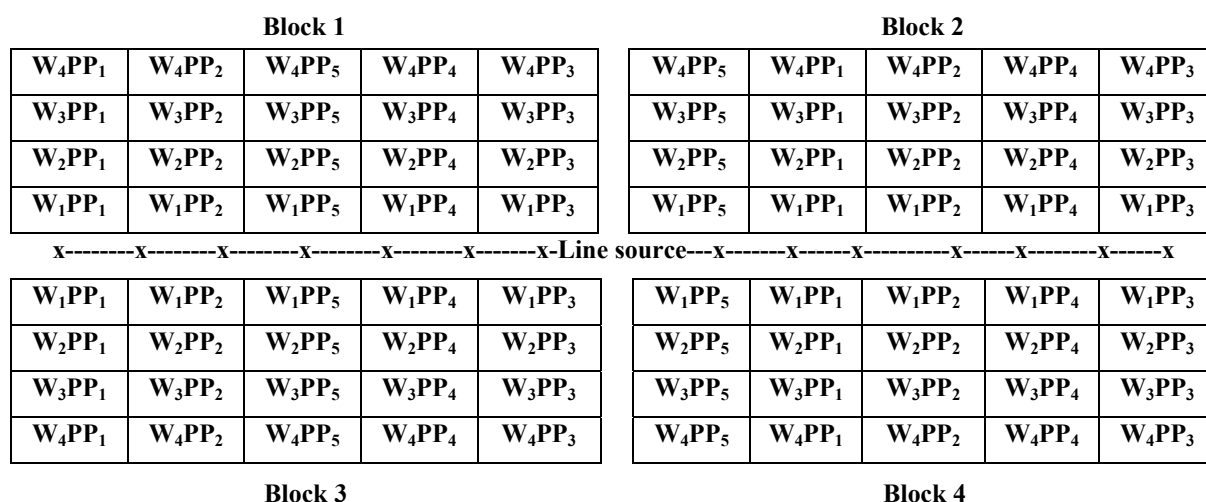 Block 1 Block 2
W₄PP₁ W₄PP₂ W₄PP₅ W₄PP₄ W₄PP₃ W₄PP₅ W₄PP₁ W₄PP₂ W₄PP₄ W₄PP₃
W₃PP₁ W₃PP₂ W₃PP₅ W₃PP₄ W₃PP₃ W₃PP₅ W₃PP₁ W₃PP₂ W₃PP₄ W₃PP₃
W₂PP₁ W₂PP₂ W₂PP₅ W₂PP₄ W₂PP₃ W₂PP₅ W₂PP₁ W₂PP₂ W₂PP₄ W₂PP₃
W₁PP₁ W₁PP₂ W₁PP₅ W₁PP₄ W₁PP₃ W₁PP₅ W₁PP₁ W₁PP₂ W₁PP₄ W₁PP₃
x--------x--------x--------x--------x--------x-------x-Line source---x-------x------x----------x------x--------x------x
W₁PP₁ W₁PP₂ W₁PP₅ W₁PP₄ W₁PP₃ W₁PP₅ W₁PP₁ W₁PP₂ W₁PP₄ W₁PP₃
W₂PP₁ W₂PP₂ W₂PP₅ W₂PP₄ W₂PP₃ W₂PP₅ W₂PP₁ W₂PP₂ W₂PP₄ W₂PP₃
W₃PP₁ W₃PP₂ W₃PP₅ W₃PP₄ W₃PP₃ W₃PP₅ W₃PP₁ W₃PP₂ W₃PP₄ W₃PP₃
W₄PP₁ W₄PP₂ W₄PP₅ W₄PP₄ W₄PP₃ W₄PP₅ W₄PP₁ W₄PP₂ W₄PP₄ W₄PP₃
Block 3 Block 4